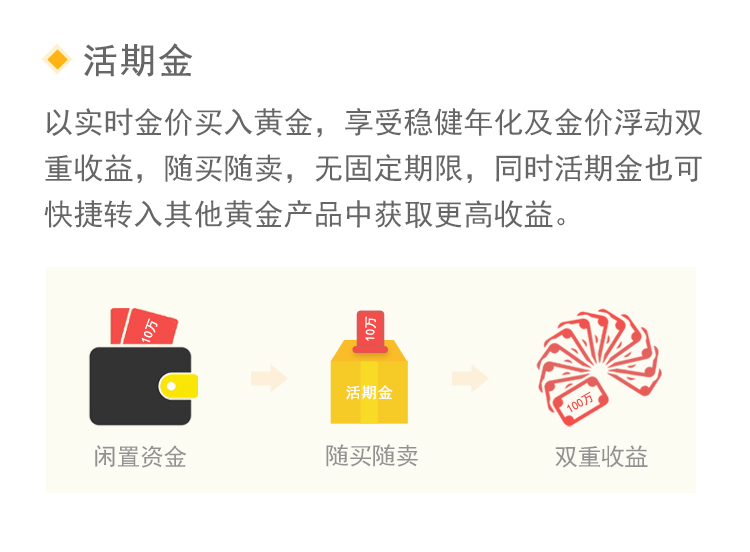 活期金
以实时金价买入黄金，享受稳健年化及金价浮动双
重收益，随买随卖，无固定期限，同时活期金也可
快捷转入其他黄金产品中获取更高收益。
10万
10万
活期金
100万
闲置资金
随买随卖
双重收益